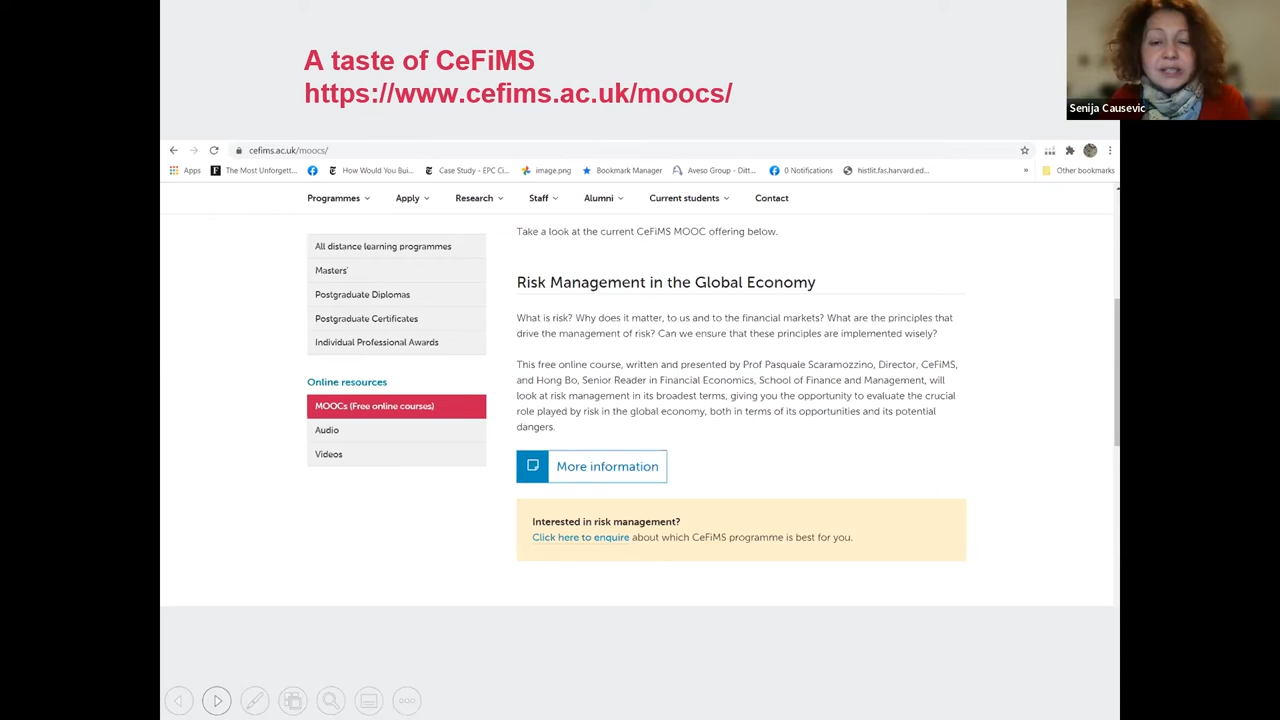 A taste of CeFiMS
https://www.cefims.ac.uk/moocs/
Senija Causevic
cefims.ac.uk/moocs/
Apps
The Most Unforgett...
How Would You Bui...
Case Study - EPC Ci...
image.png
Bookmark Manager
Aveso Group - Ditt...
0 Notifications
histlit.fas.harvard.ed...
»
Other bookmarks
Programmes
Apply
Research
Staff
Alumni
Current students
Contact
All distance learning programmes
Masters'
Postgraduate Diplomas
Postgraduate Certificates
Individual Professional Awards
Online resources
MOOCs (Free online courses)
Audio
Videos
Take a look at the current CeFiMS MOOC offering below.
Risk Management in the Global Economy
What is risk? Why does it matter, to us and to the financial markets? What are the principles that
drive the management of risk? Can we ensure that these principles are implemented wisely?
This free online course, written and presented by Prof Pasquale Scaramozzino, Director, CeFiMS,
and Hong Bo, Senior Reader in Financial Economics, School of Finance and Management, will
look at risk management in its broadest terms, giving you the opportunity to evaluate the crucial
role played by risk in the global economy, both in terms of its opportunities and its potential
dangers.
More information
Interested in risk management?
Click here to enquire about which CeFiMS programme is best for you.